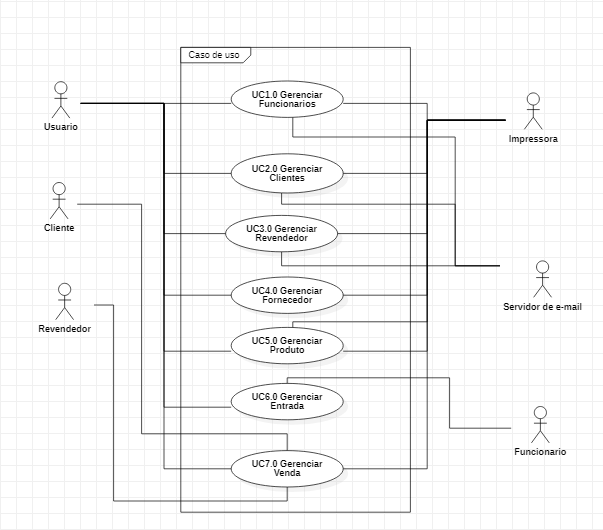 Caso de uso
UC1.0 Gerenciar
Funcionarios
Usuario
Impressora
UC2.0 Gerenciar
Clientes
Cliente
UC3.0 Gerenciar
Revendedor
UC4.0 Gerenciar
Fornecedor
Servidor de e-mail
Revendedor
UC5.0 Gerenciar
Produto
UC6.0 Gerenciar
Entrada
Funcionario
UC7.0 Gerenciar
Venda